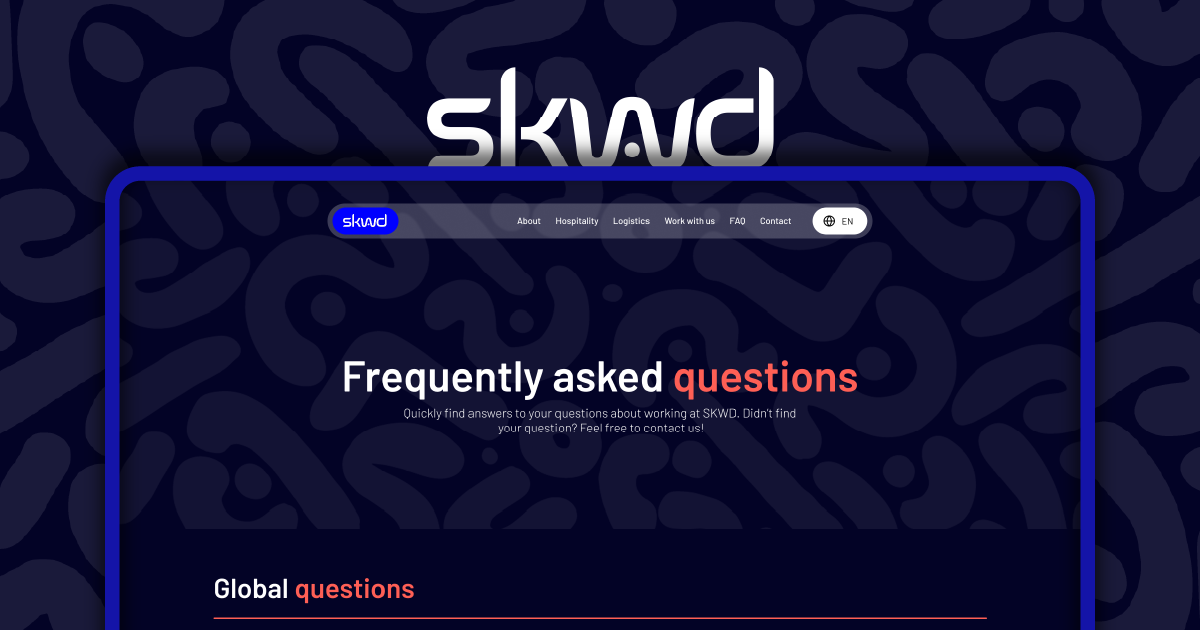 skwd
skwd About Hospitality Logistics Work with us FAQ Contact EN
Frequently asked questions
Quickly find answers to your questions about working at SKWD. Didn't find
your question? Feel free to contact us!
Global questions